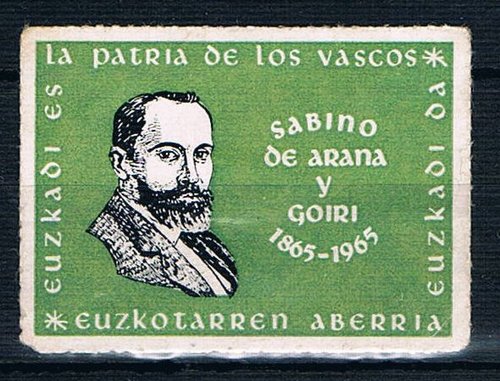 EUZKADI ES
LA PATRIA DE LOS VASCOS *
EUZKADI DA
* EUZKOTARREN ABERRIA
SABINO
DE ARANA
Y
GOIRI
1865-1965